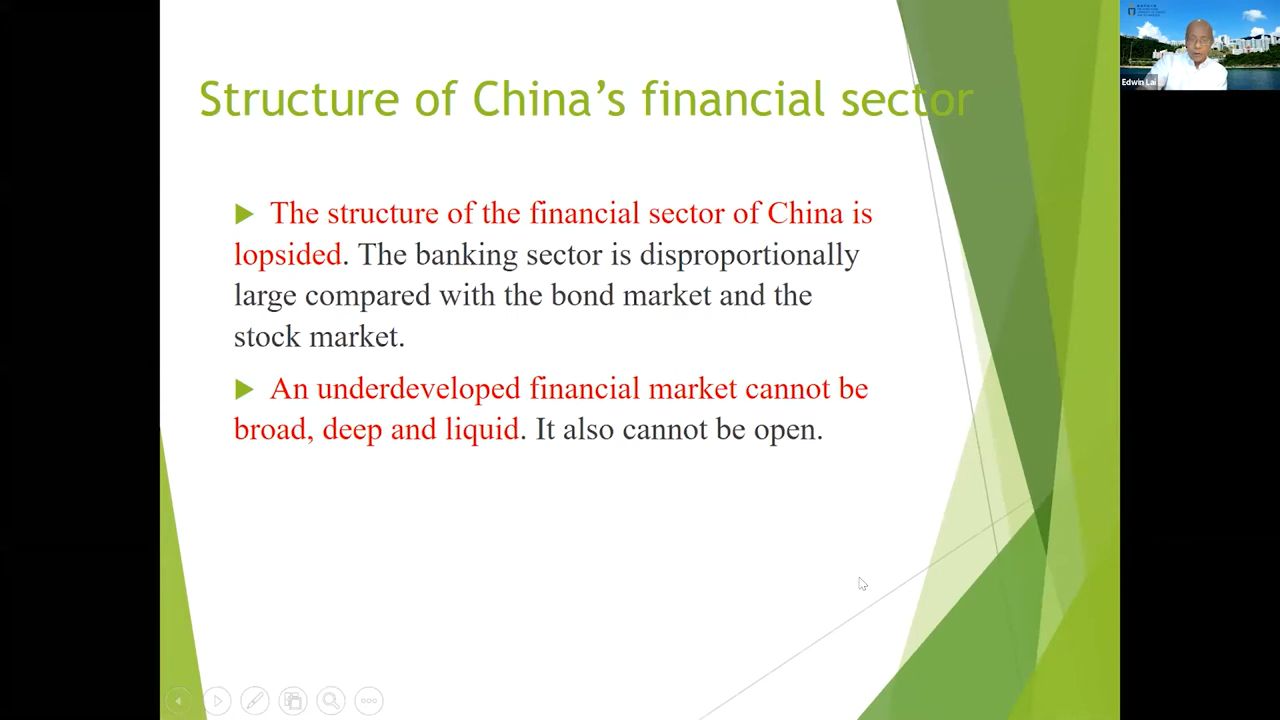 Structure of China's financial sector
The structure of the financial sector of China is
lopsided. The banking sector is disproportionally
large compared with the bond market and the
stock market.
An underdeveloped financial market cannot be
broad, deep and liquid. It also cannot be open.
Edwin Lai